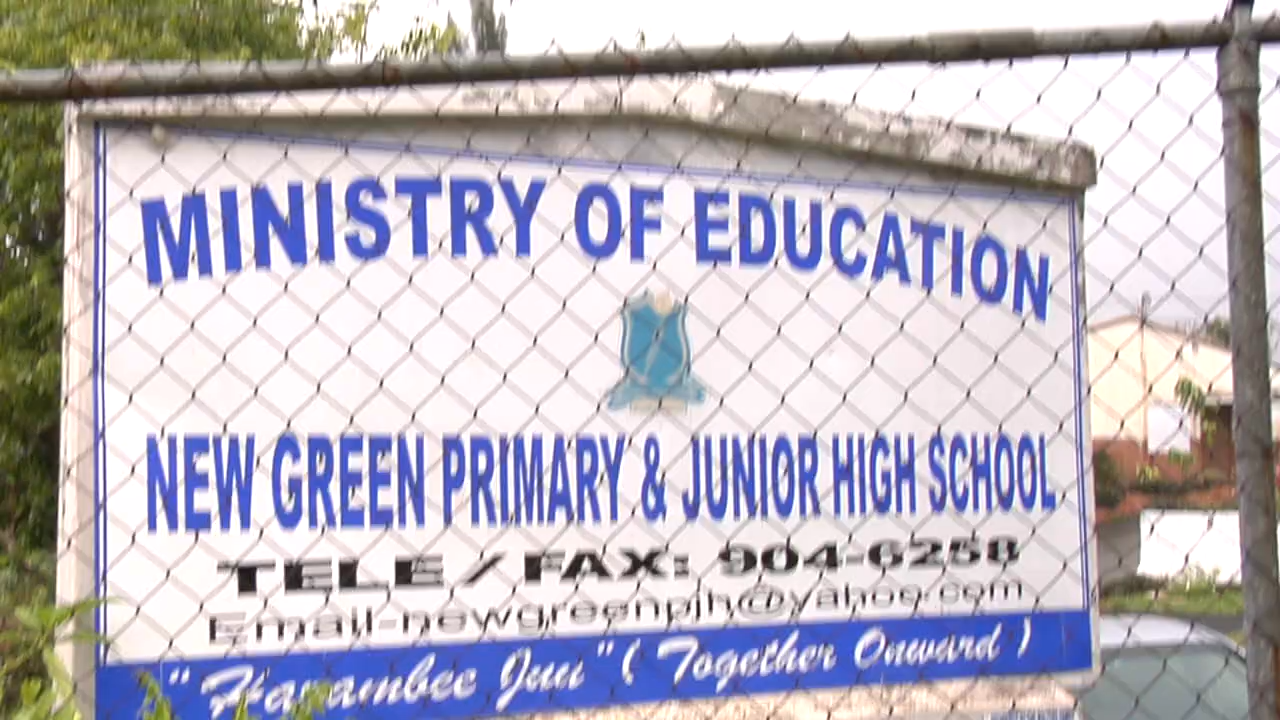 MINISTRY OF EDUCATION
NEW GREEN PRIMARY & JUNIOR HIGH SCHOOL
TELE / FAX: 904-6258
Email-newgreenpjh@yahoo.com
"Harambee Juu" ( Together Onward )